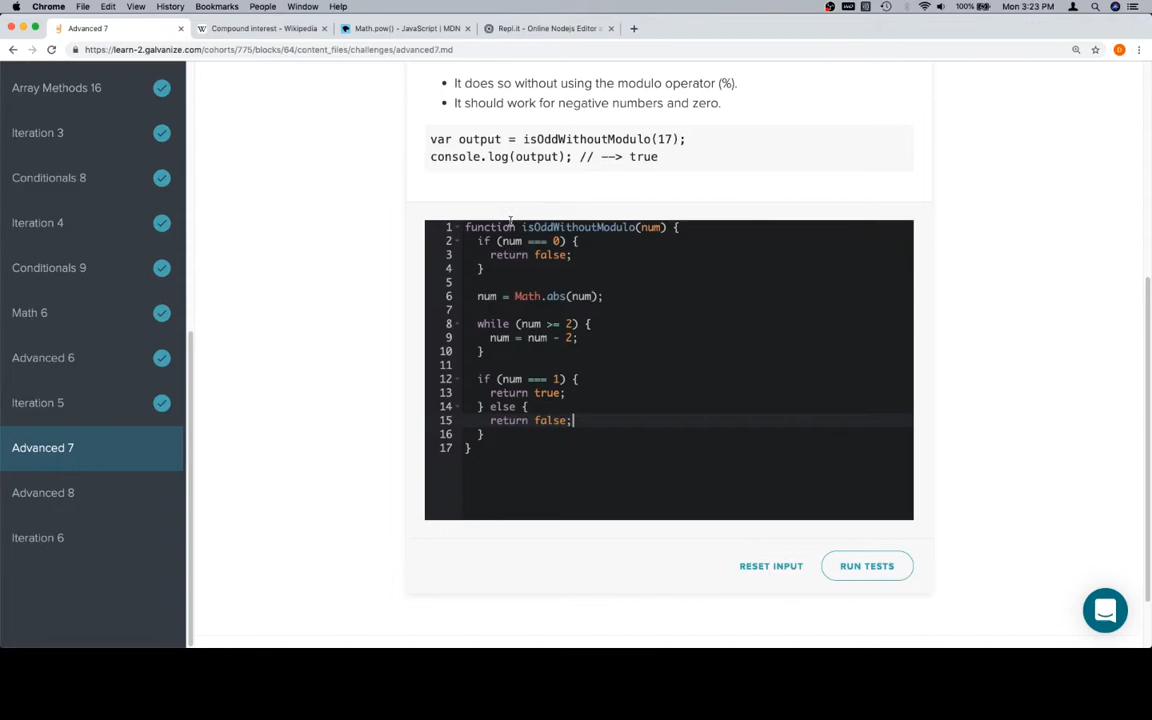 Chrome File Edit View History Bookmarks People Window Help 100% Mon 3:23 PM
Advanced 7 Compound interest - Wikipedia Math.pow() - JavaScript | MDN Repl.it - Online Nodejs Editor a
https://learn-2.galvanize.com/cohorts/775/blocks/64/content_files/challenges/advanced7.md
Array Methods 16
Iteration 3
Conditionals 8
Iteration 4
Conditionals 9
Math 6
Advanced 6
Iteration 5
Advanced 7
Advanced 8
Iteration 6
• It does so without using the modulo operator (%).
• It should work for negative numbers and zero.
var output = isOddWithoutModulo(17);
console.log(output); // --> true
1 function isOddWithoutModulo(num) {
2 if (num === 0) {
3 return false;
4 }
5
6 num = Math.abs(num);
7
8 while (num >= 2) {
9 num = num - 2;
10 }
11
12 if (num === 1) {
13 return true;
14 } else {
15 return false;
16 }
17 }
RESET INPUT RUN TESTS